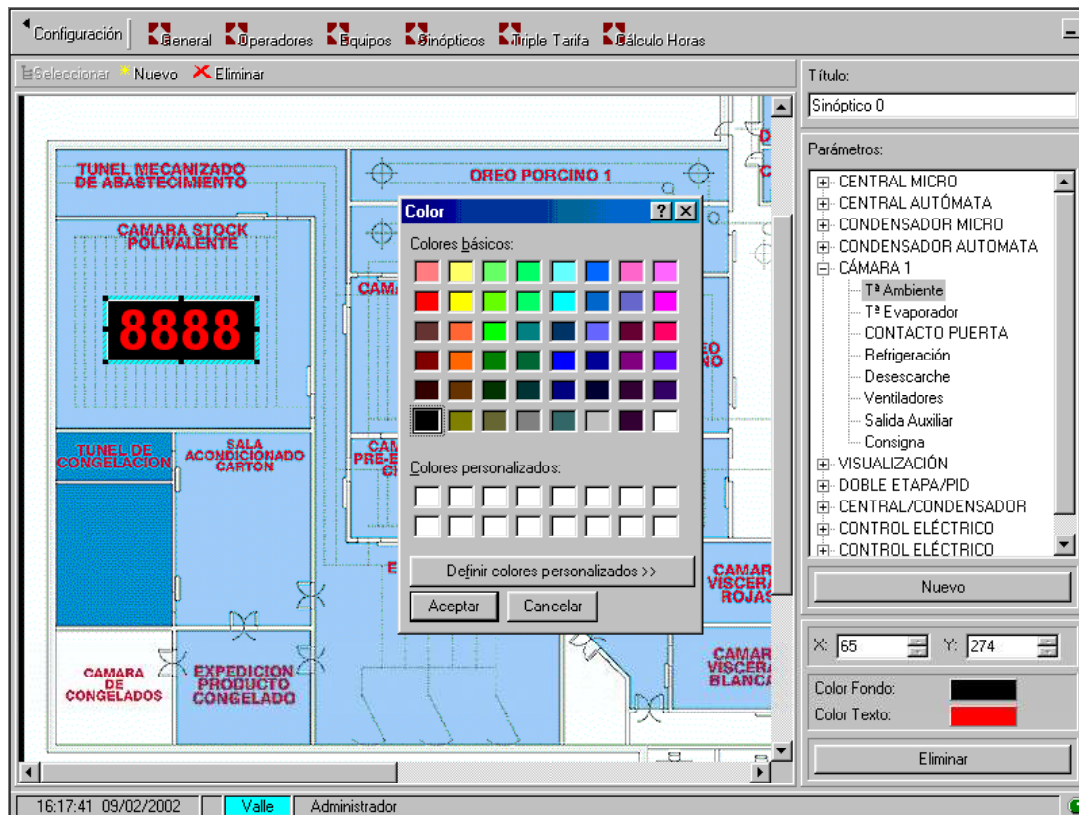 Configuración General Operadores Equipos Sinópticos Triple Tarifa Cálculo Horas
Seleccionar Nuevo Eliminar
TUNEL MECANIZADO
DE ABASTECIMIENTO
OREO PORCINO 1
CAMARA STOCK
POLIVALENTE
8888
TUNEL DE
CONGELACION
SALA
ACONDICIONADO
CARTON
CAMARA
DE
CONGELADOS
EXPEDICION
PRODUCTO
CONGELADO
Color
Colores básicos:
Colores personalizados:
Definir colores personalizados >>
Aceptar Cancelar
Título:
Sinóptico 0
Parámetros:
CENTRAL MICRO
CENTRAL AUTÓMATA
CONDENSADOR MICRO
CONDENSADOR AUTOMATA
CÁMARA 1
Tª Ambiente
Tª Evaporador
CONTACTO PUERTA
Refrigeración
Desescarche
Ventiladores
Salida Auxiliar
Consigna
VISUALIZACIÓN
DOBLE ETAPA/PID
CENTRAL/CONDENSADOR
CONTROL ELÉCTRICO
CONTROL ELÉCTRICO
Nuevo
X: 65 Y: 274
Color Fondo:
Color Texto:
Eliminar
16:17:41 09/02/2002 Valle Administrador